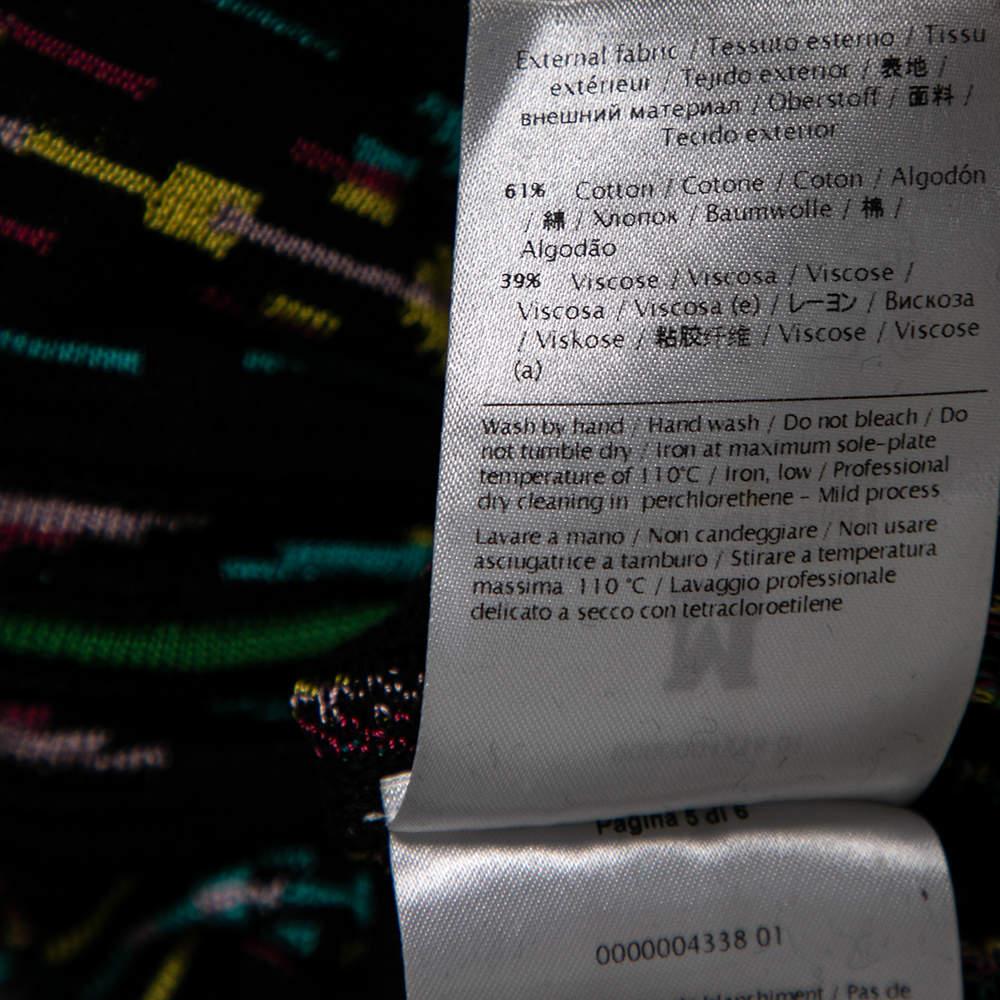 External fabric / Tessuto esterno / Tissu
extérieur / Tejido exterior / 表地 /
внешний материал / Oberstoff / 面料 /
Tecido exterior
61% Cotton / Cotone / Coton / Algodón
/ 綿 / Хлопок / Baumwolle / 棉 /
Algodão
39% Viscose / Viscosa / Viscose /
Viscosa / Viscosa (e) / レーヨン / Вискоза
/ Viskose / 粘胶纤维 / Viscose / Viscose
(a)
Wash by hand / Hand wash / Do not bleach / Do
not tumble dry / Iron at maximum sole-plate
temperature of 110°C / Iron, low / Professional
dry cleaning in perchlorethene - Mild process
Lavare a mano / Non candeggiare / Non usare
asciugatrice a tamburo / Stirare a temperatura
massima 110 °C / Lavaggio professionale
delicato a secco con tetracloroetilene
M
Pagina 5 di 6
0000004338 01
blanchiment / Pas de